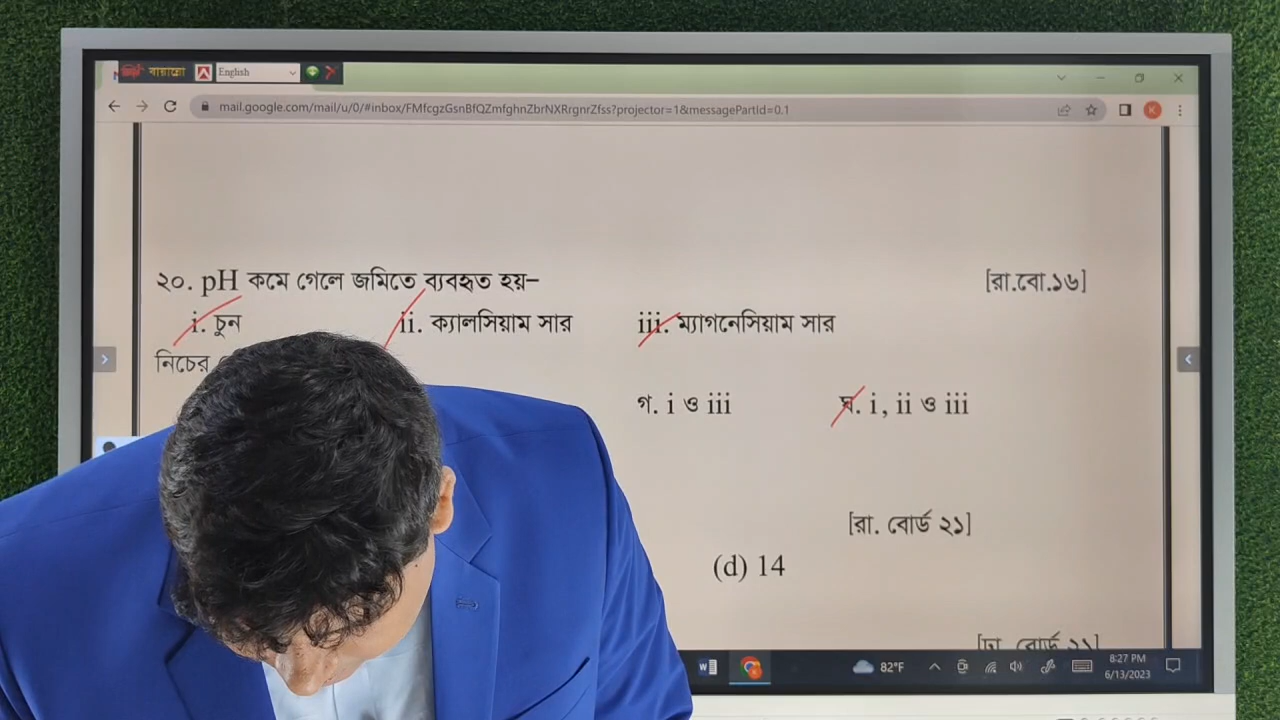 বায়ান্নো English
mail.google.com/mail/u/0/#inbox/FMfcgzGsnBfQZmfghnZbrNXRrgnrZfss?projector=1&messagePartId=0.1 K
২০. pH কমে গেলে জমিতে ব্যবহৃত হয়– [রা.বো.১৬]
i. চুন ii. ক্যালসিয়াম সার iii. ম্যাগনেসিয়াম সার
নিচের
গ. i ও iii ঘ. i, ii ও iii
[রা. বোর্ড ২১]
(d) 14
[ঢা. বোর্ড ২১]
82°F 8:27 PM
6/13/2023